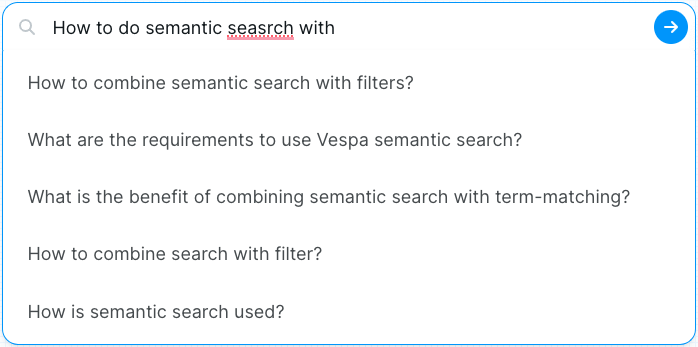 How to do semantic seasrch with
How to combine semantic search with filters?
What are the requirements to use Vespa semantic search?
What is the benefit of combining semantic search with term-matching?
How to combine search with filter?
How is semantic search used?